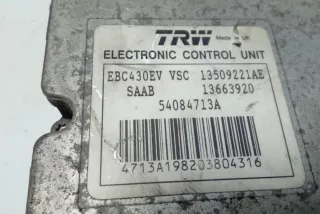 TRW Made in UK
ELECTRONIC CONTROL UNIT
EBC430EV VSC 13509221AE
SAAB 13663920
54084713A
4713A198203804316